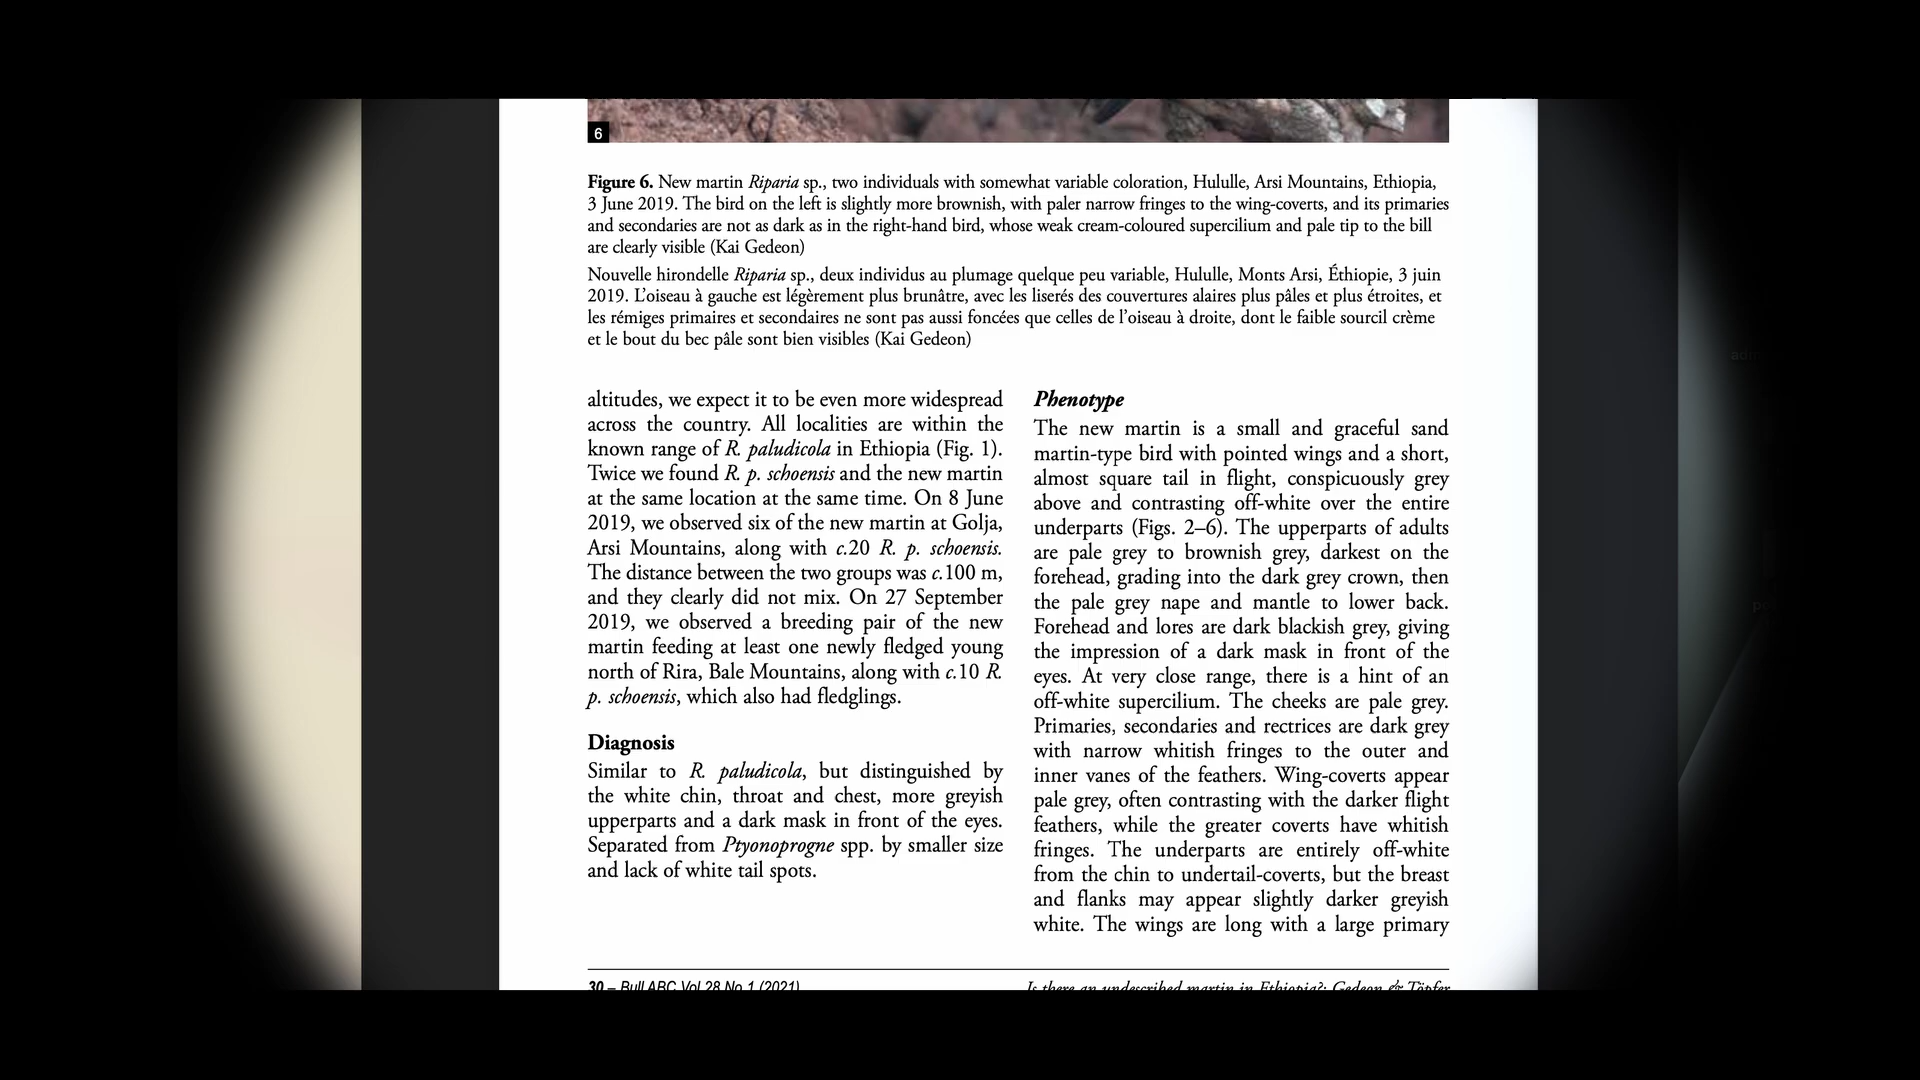 6
Figure 6. New martin Riparia sp., two individuals with somewhat variable coloration, Hululle, Arsi Mountains, Ethiopia,
3 June 2019. The bird on the left is slightly more brownish, with paler narrow fringes to the wing-coverts, and its primaries
and secondaries are not as dark as in the right-hand bird, whose weak cream-coloured supercilium and pale tip to the bill
are clearly visible (Kai Gedeon)
Nouvelle hirondelle Riparia sp., deux individus au plumage quelque peu variable, Hululle, Monts Arsi, Éthiopie, 3 juin
2019. L’oiseau à gauche est légèrement plus brunâtre, avec les liserés des couvertures alaires plus pâles et plus étroites, et
les rémiges primaires et secondaires ne sont pas aussi foncées que celles de l’oiseau à droite, dont le faible sourcil crème
et le bout du bec pâle sont bien visibles (Kai Gedeon)
altitudes, we expect it to be even more widespread
across the country. All localities are within the
known range of R. paludicola in Ethiopia (Fig. 1).
Twice we found R. p. schoensis and the new martin
at the same location at the same time. On 8 June
2019, we observed six of the new martin at Golja,
Arsi Mountains, along with c.20 R. p. schoensis.
The distance between the two groups was c.100 m,
and they clearly did not mix. On 27 September
2019, we observed a breeding pair of the new
martin feeding at least one newly fledged young
north of Rira, Bale Mountains, along with c.10 R.
p. schoensis, which also had fledglings.
Diagnosis
Similar to R. paludicola, but distinguished by
the white chin, throat and chest, more greyish
upperparts and a dark mask in front of the eyes.
Separated from Ptyonoprogne spp. by smaller size
and lack of white tail spots.
Phenotype
The new martin is a small and graceful sand
martin-type bird with pointed wings and a short,
almost square tail in flight, conspicuously grey
above and contrasting off-white over the entire
underparts (Figs. 2–6). The upperparts of adults
are pale grey to brownish grey, darkest on the
forehead, grading into the dark grey crown, then
the pale grey nape and mantle to lower back.
Forehead and lores are dark blackish grey, giving
the impression of a dark mask in front of the
eyes. At very close range, there is a hint of an
off-white supercilium. The cheeks are pale grey.
Primaries, secondaries and rectrices are dark grey
with narrow whitish fringes to the outer and
inner vanes of the feathers. Wing-coverts appear
pale grey, often contrasting with the darker flight
feathers, while the greater coverts have whitish
fringes. The underparts are entirely off-white
from the chin to undertail-coverts, but the breast
and flanks may appear slightly darker greyish
white. The wings are long with a large primary
30 – Bull ABC Vol 28 No 1 (2021)
Is there an undescribed martin in Ethiopia?: Gedeon & Töpfer